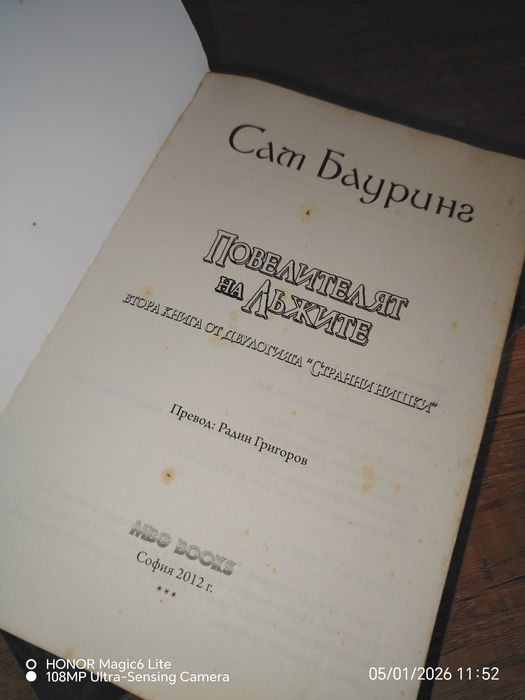 Сам Бауринг
Повелителят
на Лъжите
втора книга от двулогията "Странни нишки"
Превод: Радин Григоров
MBG BOOKS
София 2012 г.
***
HONOR Magic6 Lite
108MP Ultra-Sensing Camera
05/01/2026 11:52